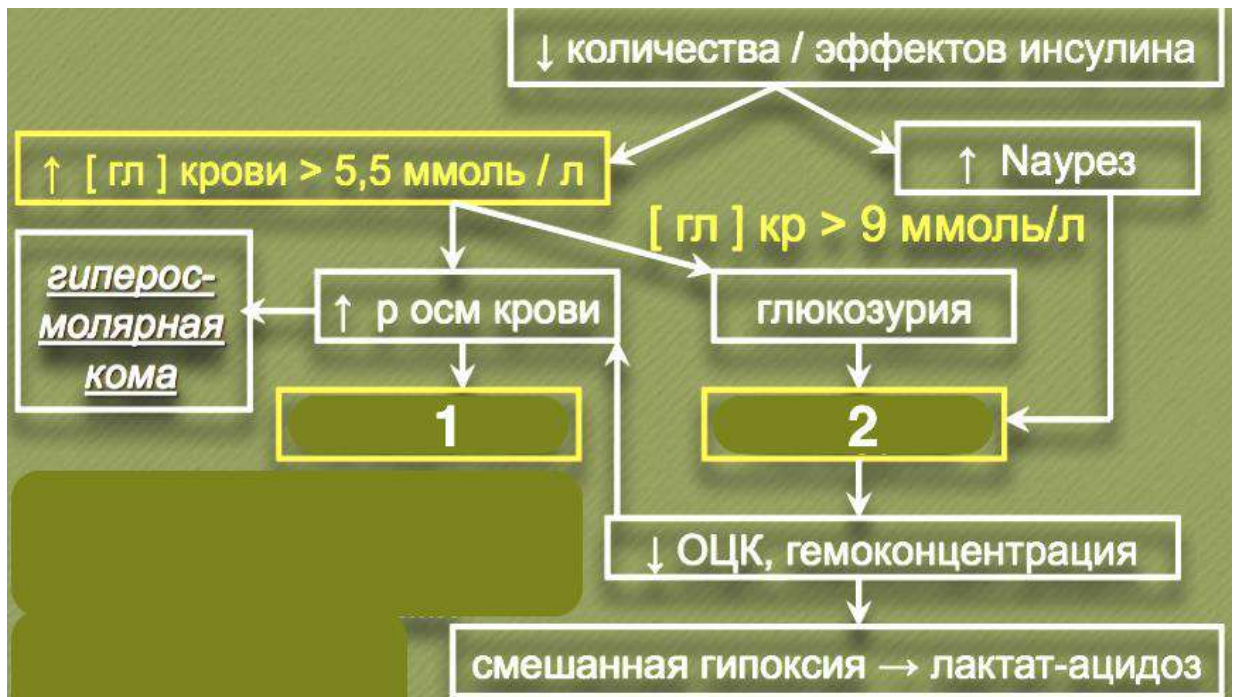 ↓ количества / эффектов инсулина
↑ [ гл ] крови > 5,5 ммоль / л
↑ Naурез
[ гл ] кр > 9 ммоль/л
гиперос-
молярная
кома
↑ р осм крови
глюкозурия
1
2
↓ ОЦК, гемоконцентрация
смешанная гипоксия → лактат-ацидоз